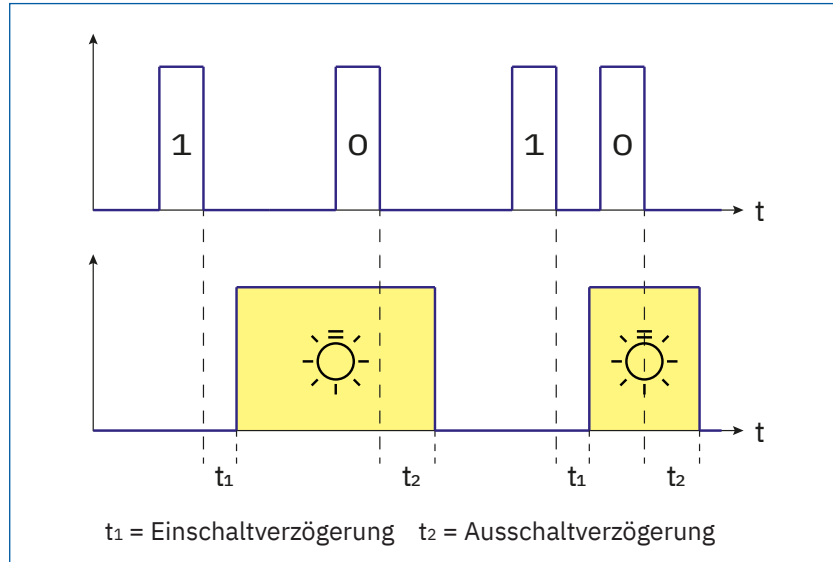 1 0 1 0
t
t
t₁ t₂ t₁ t₂
t₁ = Einschaltverzögerung t₂ = Ausschaltverzögerung